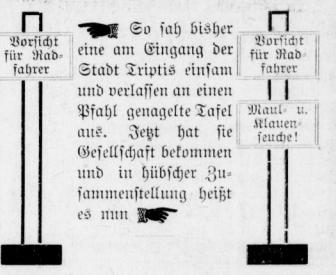 Vorsicht
für Rad-
fahrer
So sah bisher
eine am Eingang der
Stadt Triptis einsam
und verlassen an einen
Pfahl genagelte Tafel
aus. Jetzt hat sie
Gesellschaft bekommen
und in hübscher Zu-
sammenstellung heißt
es nun
Vorsicht
für Rad-
fahrer
Maul- u.
Klauen-
seuche!